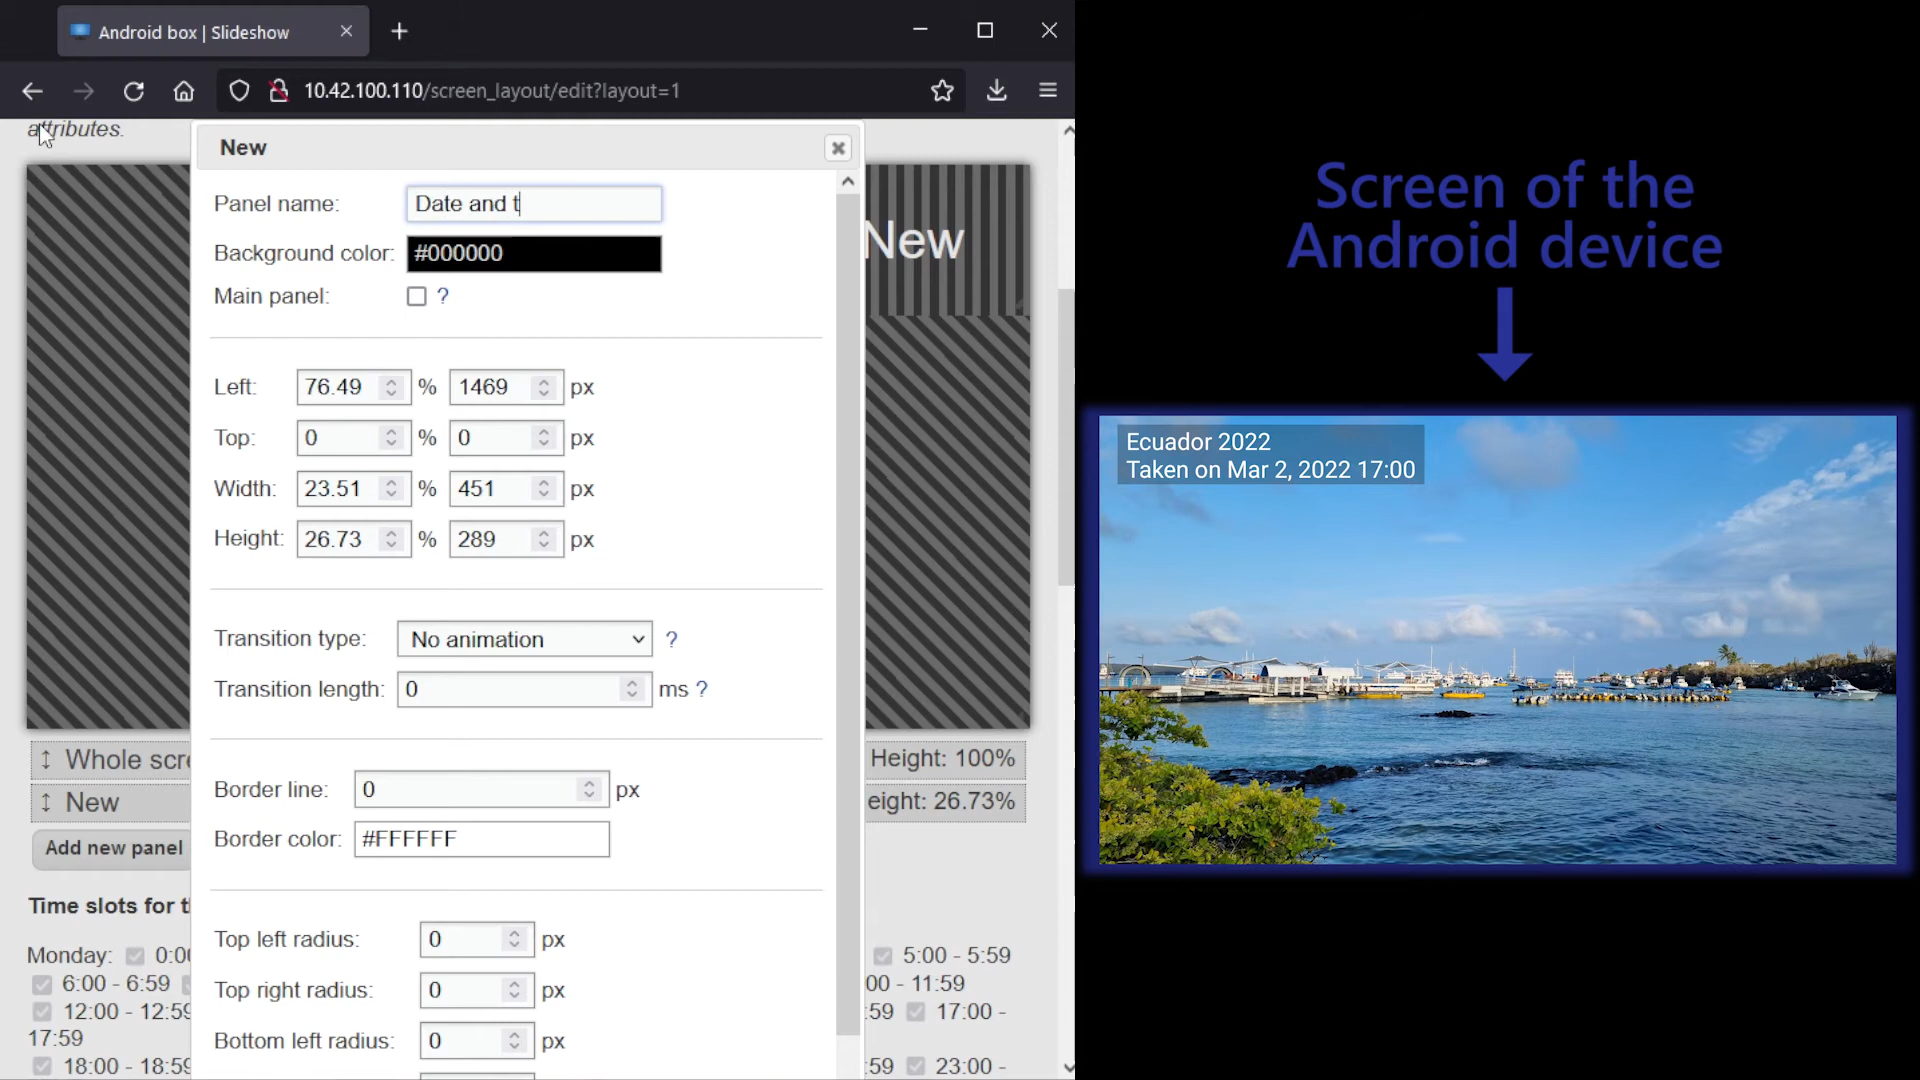 Android box | Slideshow
10.42.100.110/screen_layout/edit?layout=1
attributes.
New
Panel name: Date and t
Background color: #000000
Main panel: ?
Left: 76.49 % 1469 px
Top: 0 % 0 px
Width: 23.51 % 451 px
Height: 26.73 % 289 px
Transition type: No animation ?
Transition length: 0 ms ?
Border line: 0 px
Border color: #FFFFFF
Top left radius: 0 px
Top right radius: 0 px
Bottom left radius: 0 px
New
Whole scre
Height: 100%
New
eight: 26.73%
Add new panel
Time slots for t
Monday: 0:00
5:00 - 5:59
6:00 - 6:59
00 - 11:59
12:00 - 12:59
:59 17:00 -
17:59
18:00 - 18:59
:59 23:00 -
Screen of the
Android device
Ecuador 2022
Taken on Mar 2, 2022 17:00